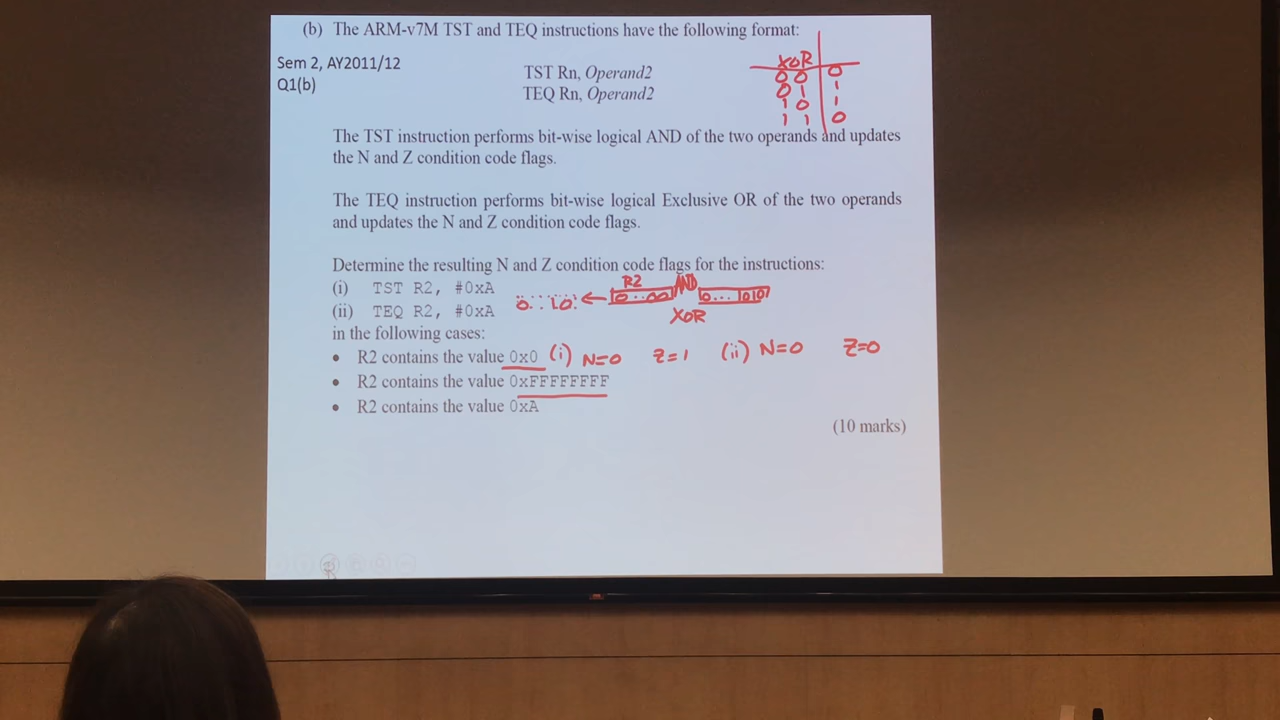 (b) The ARM-v7M TST and TEQ instructions have the following format:
Sem 2, AY2011/12
Q1(b)
TST Rn, Operand2
TEQ Rn, Operand2
XOR
0 0 0
0 1 1
1 0 1
1 1 0
The TST instruction performs bit-wise logical AND of the two operands and updates
the N and Z condition code flags.
The TEQ instruction performs bit-wise logical Exclusive OR of the two operands
and updates the N and Z condition code flags.
Determine the resulting N and Z condition code flags for the instructions:
(i) TST R2, #0xA
R2 AND
0...1010 ← 0...00 0...1010
(ii) TEQ R2, #0xA
XOR
in the following cases:
• R2 contains the value 0x0 (i) N=0 Z=1 (ii) N=0 Z=0
• R2 contains the value 0xFFFFFFFF
• R2 contains the value 0xA
(10 marks)